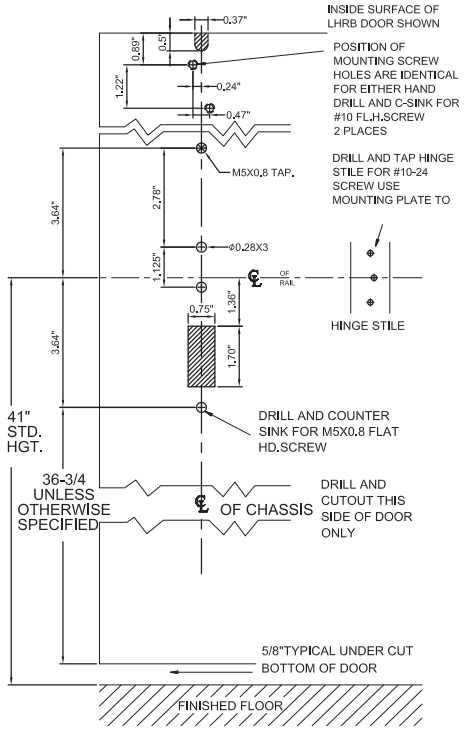 INSIDE SURFACE OF
LHRB DOOR SHOWN
0.37"
0.5"
0.89"
POSITION OF
MOUNTING SCREW
HOLES ARE IDENTICAL
FOR EITHER HAND
DRILL AND C-SINK FOR
#10 FL.H.SCREW
2 PLACES
1.22"
0.24"
0.47"
DRILL AND TAP HINGE
STILE FOR #10-24
SCREW USE
MOUNTING PLATE TO
M5X0.8 TAP.
3.64"
2.78"
ϕ0.28X3
1.125"
CL OF
RAIL
HINGE STILE
1.36"
0.75"
1.70"
3.64"
41"
STD.
HGT.
DRILL AND COUNTER
SINK FOR M5X0.8 FLAT
HD.SCREW
36-3/4
UNLESS
OTHERWISE
SPECIFIED
CL OF CHASSIS
DRILL AND
CUTOUT THIS
SIDE OF DOOR
ONLY
5/8"TYPICAL UNDER CUT
BOTTOM OF DOOR
FINISHED FLOOR